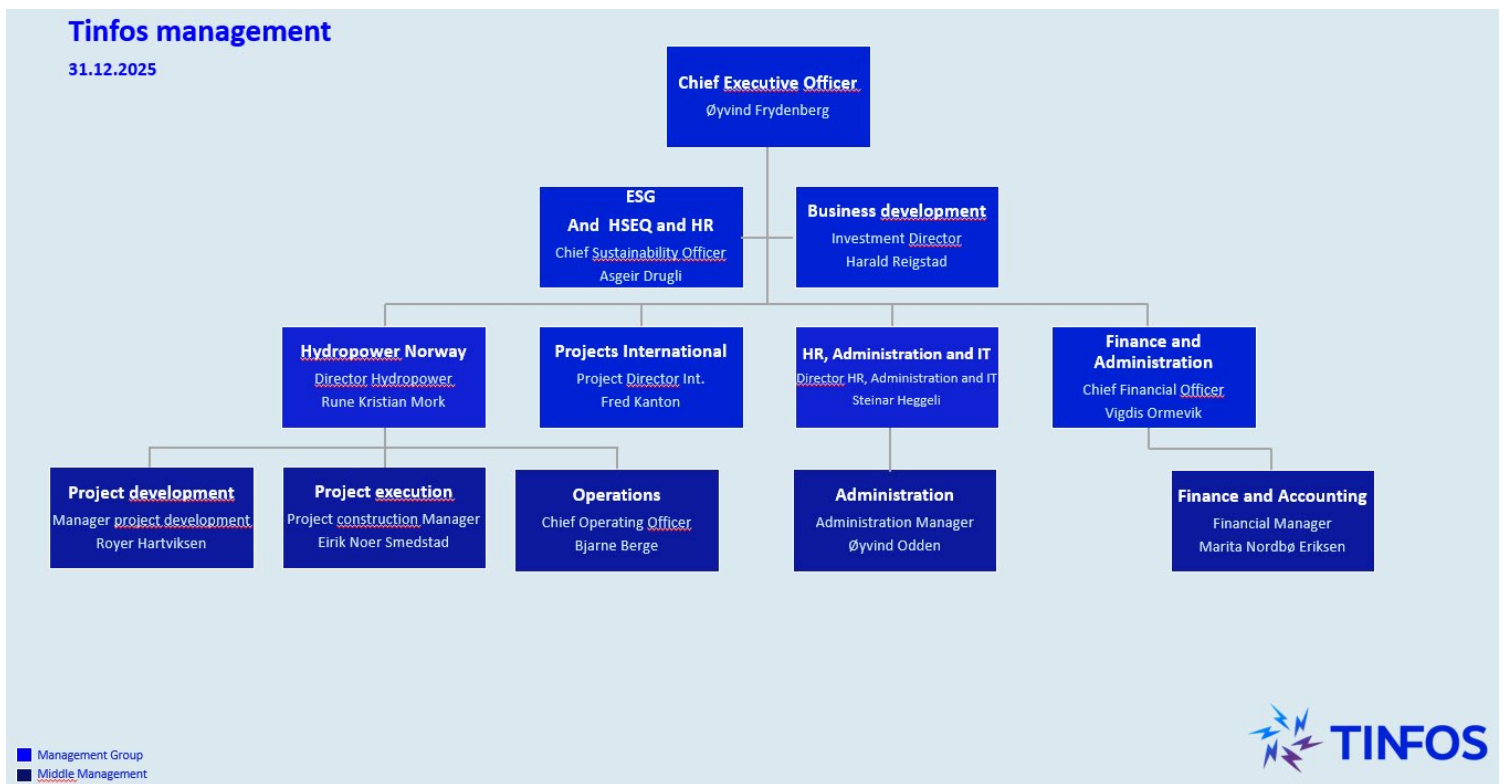 Tinfos management
31.12.2025
Chief Executive Officer
Øyvind Frydenberg
ESG
And HSEQ and HR
Chief Sustainability Officer
Asgeir Drugli
Business development
Investment Director
Harald Reigstad
Hydropower Norway
Director Hydropower
Rune Kristian Mork
Projects International
Project Director Int.
Fred Kanton
HR, Administration and IT
Director HR, Administration and IT
Steinar Heggeli
Finance and
Administration
Chief Financial Officer
Vigdis Ormevik
Project development
Manager project development
Royer Hartviksen
Project execution
Project construction Manager
Eirik Noer Smedstad
Operations
Chief Operating Officer
Bjarne Berge
Administration
Administration Manager
Øyvind Odden
Finance and Accounting
Financial Manager
Marita Nordbø Eriksen
Management Group
Middle Management
TINFOS